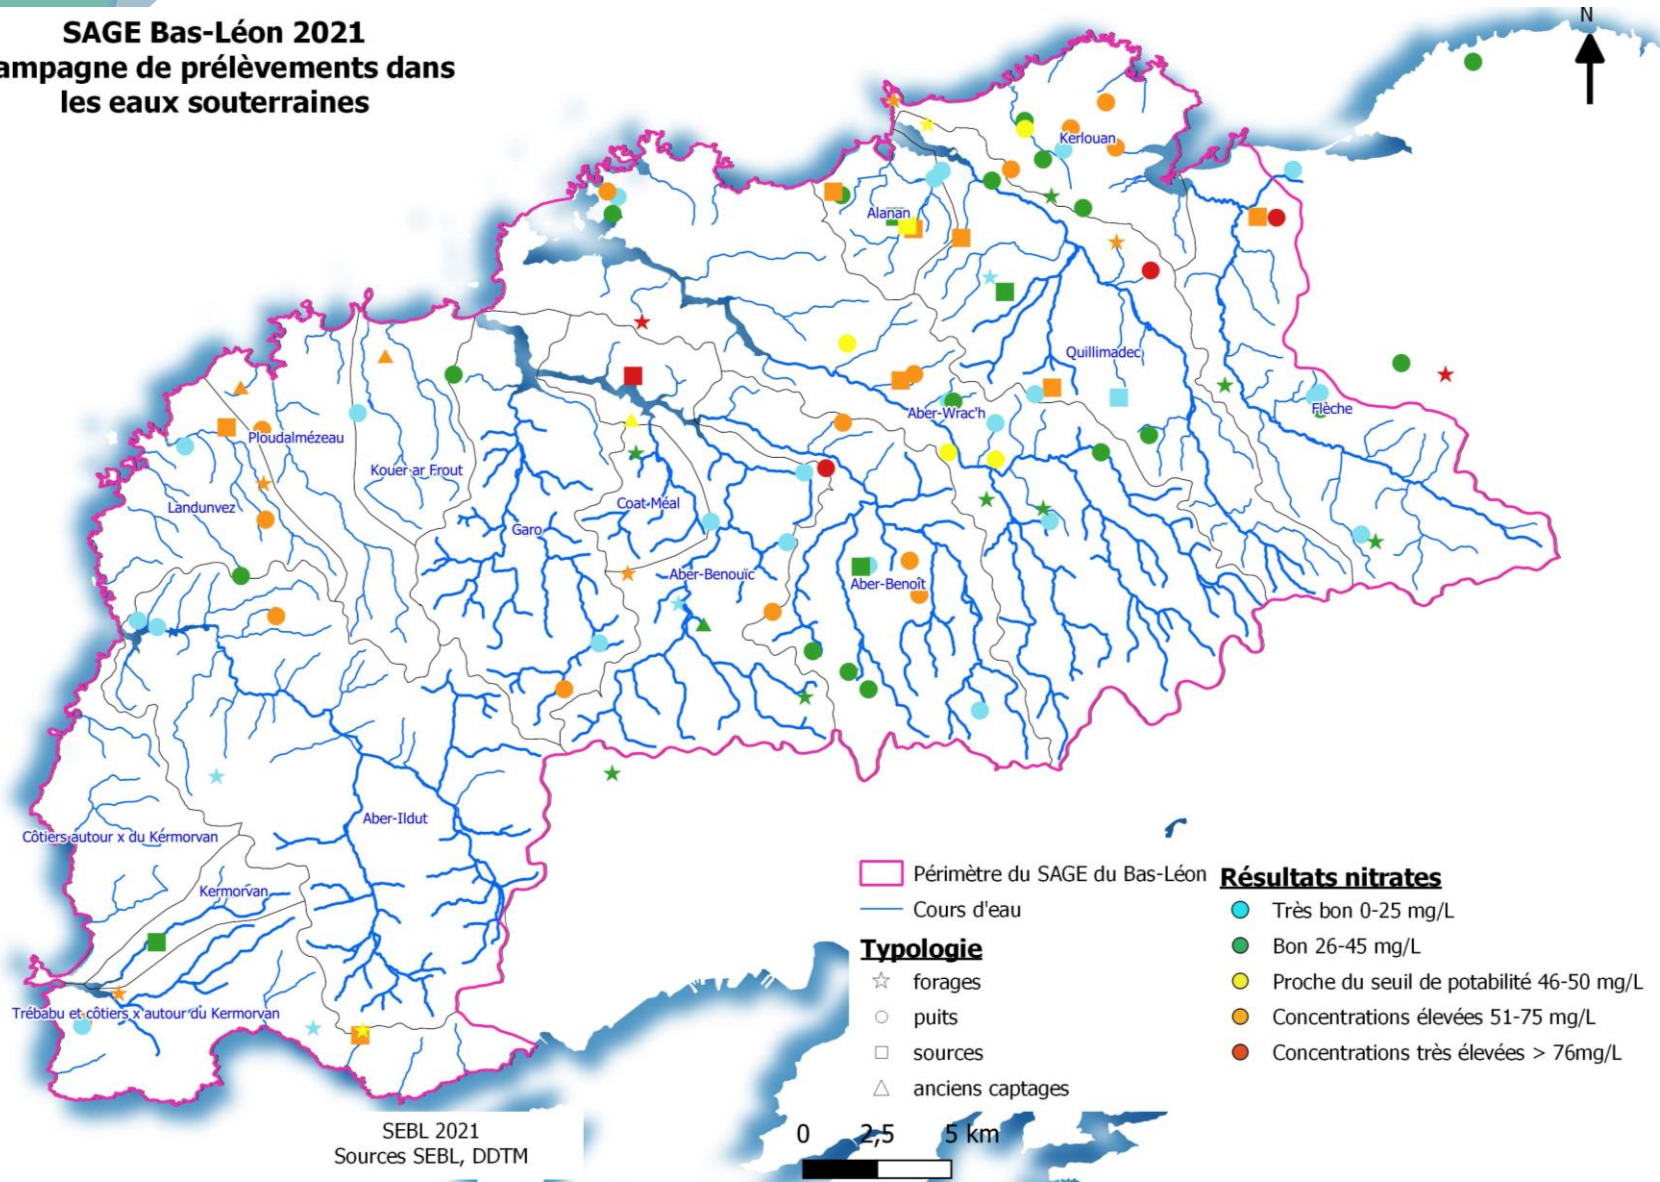 SAGE Bas-Léon 2021
ampagne de prélèvements dans
les eaux souterraines
N
Kerlouan
Alanan
Quillimadec
Aber-Wrac'h
Flèche
Ploudalmézeau
Kouer ar Frout
Landunvez
Coat-Méal
Garo
Aber-Benouïc
Aber-Benoît
Aber-Ildut
Côtiers autour x du Kérmorvan
Kermorvan
Trébabu et côtiers x autour du Kermorvan
Périmètre du SAGE du Bas-Léon
Cours d'eau
Typologie
forages
puits
sources
anciens captages
Résultats nitrates
Très bon 0-25 mg/L
Bon 26-45 mg/L
Proche du seuil de potabilité 46-50 mg/L
Concentrations élevées 51-75 mg/L
Concentrations très élevées > 76mg/L
0 2,5 5 km
SEBL 2021
Sources SEBL, DDTM